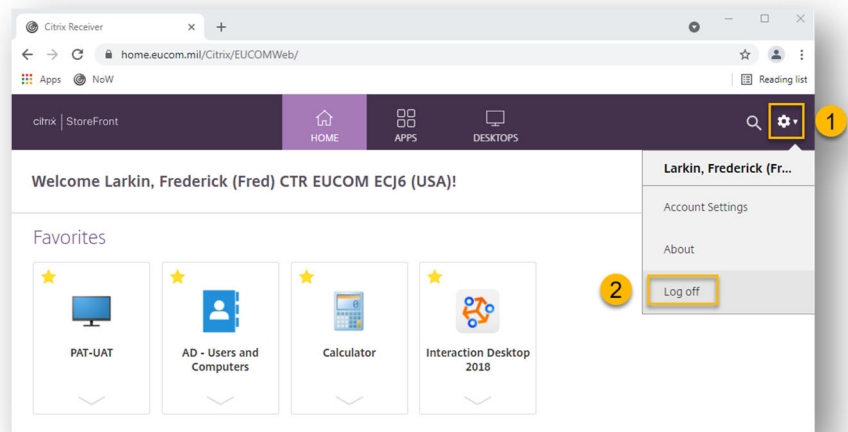 Citrix Receiver
home.eucom.mil/Citrix/EUCOMWeb/
Apps NoW Reading list
citrix | StoreFront
HOME APPS DESKTOPS
1
Welcome Larkin, Frederick (Fred) CTR EUCOM ECJ6 (USA)!
Larkin, Frederick (Fr...
Account Settings
About
2 Log off
Favorites
PAT-UAT
AD - Users and
Computers
Calculator
Interaction Desktop
2018